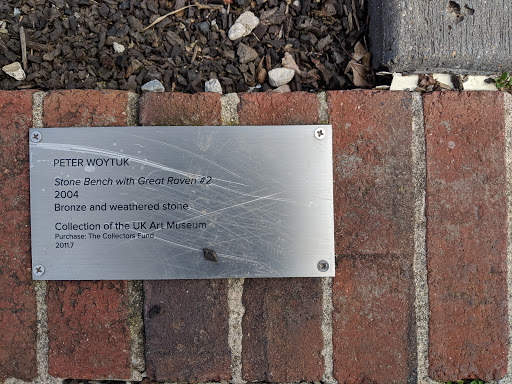 PETER WOYTUK
Stone Bench with Great Raven #2
2004
Bronze and weathered stone
Collection of the UK Art Museum
Purchase: The Collectors Fund
2011.7